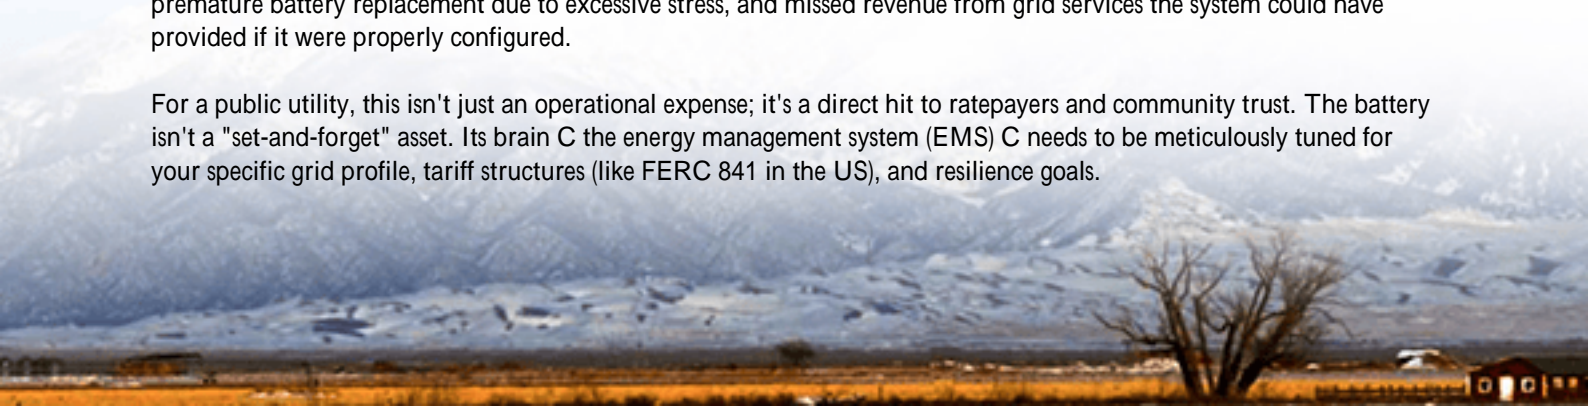 premature battery replacement due to excessive stress, and missed revenue from grid services the system could have
provided if it were properly configured.
For a public utility, this isn't just an operational expense; it's a direct hit to ratepayers and community trust. The battery
isn't a "set-and-forget" asset. Its brain C the energy management system (EMS) C needs to be meticulously tuned for
your specific grid profile, tariff structures (like FERC 841 in the US), and resilience goals.